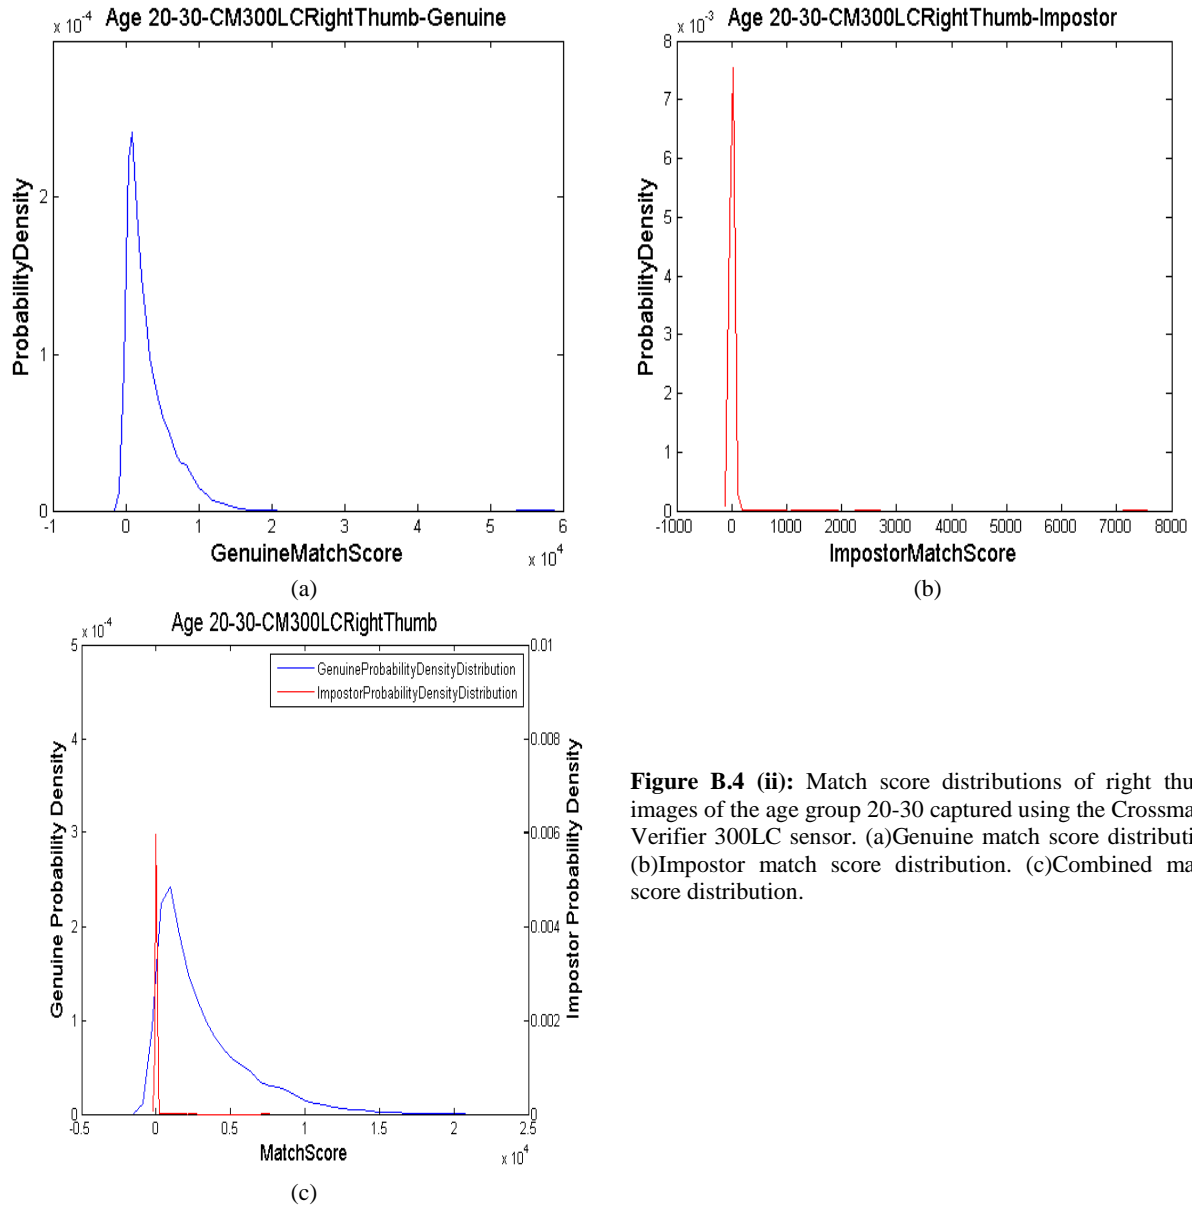 Age 20-30-CM300LCRightThumb-Genuine
x 10^-4
2
1
0
ProbabilityDensity
-1 0 1 2 3 4 5 6
GenuineMatchScore
x 10^4
(a)
Age 20-30-CM300LCRightThumb-Impostor
x 10^-3
8
7
6
5
4
3
2
1
0
ProbabilityDensity
-1000 0 1000 2000 3000 4000 5000 6000 7000 8000
ImpostorMatchScore
(b)
Age 20-30-CM300LCRightThumb
x 10^-4
5
4
3
2
1
0
Genuine Probability Density
GenuineProbabilityDensityDistribution
ImpostorProbabilityDensityDistribution
0.01
0.008
0.006
0.004
0.002
0
Impostor Probability Density
-0.5 0 0.5 1 1.5 2 2.5
MatchScore
x 10^4
(c)
Figure B.4 (ii): Match score distributions of right thu
images of the age group 20-30 captured using the Crossma
Verifier 300LC sensor. (a)Genuine match score distributi
(b)Impostor match score distribution. (c)Combined ma
score distribution.